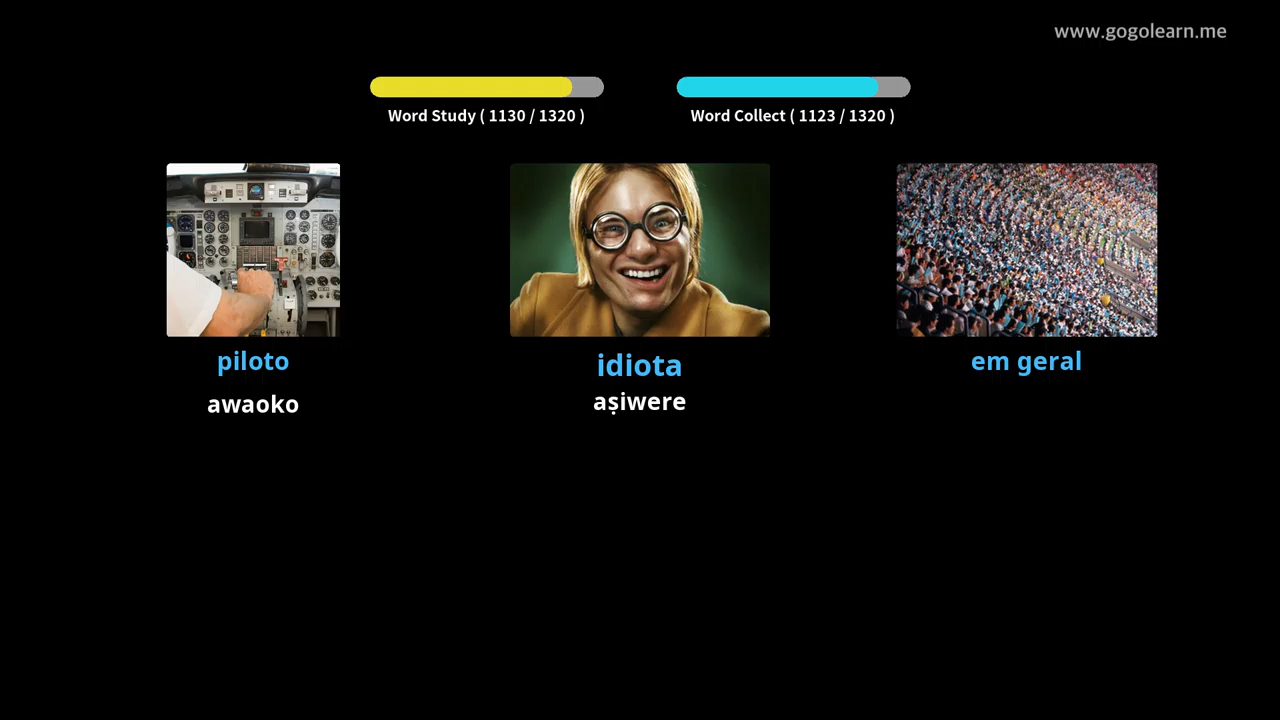 www.gogolearn.me
Word Study ( 1130 / 1320 )
Word Collect ( 1123 / 1320 )
piloto
awaoko
idiota
aṣiwere
em geral